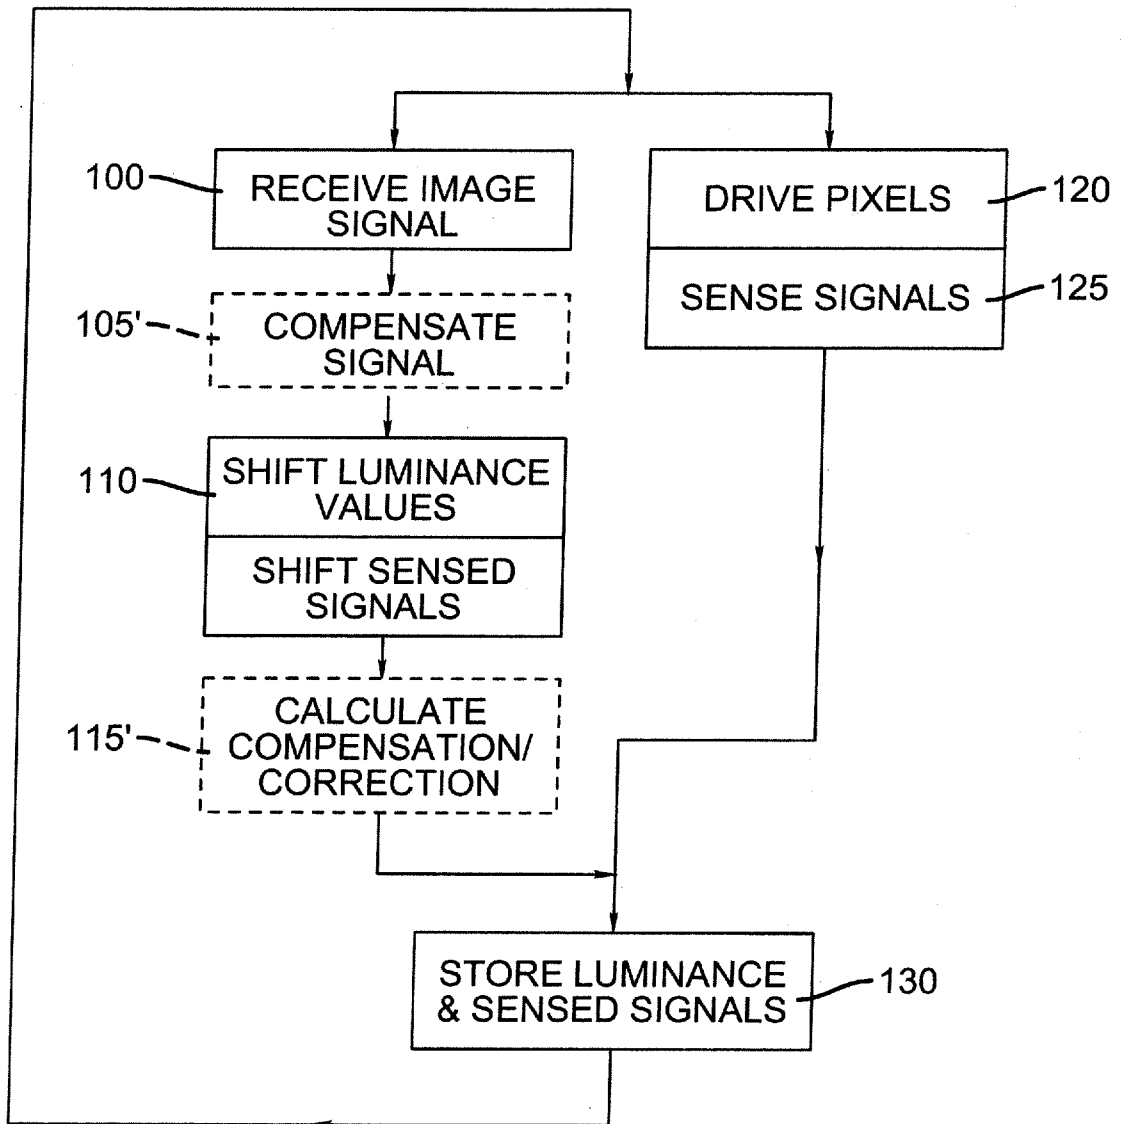 100
RECEIVE IMAGE
SIGNAL
DRIVE PIXELS
120
SENSE SIGNALS
125
105'
COMPENSATE
SIGNAL
110
SHIFT LUMINANCE
VALUES
SHIFT SENSED
SIGNALS
115'
CALCULATE
COMPENSATION/
CORRECTION
STORE LUMINANCE
& SENSED SIGNALS
130